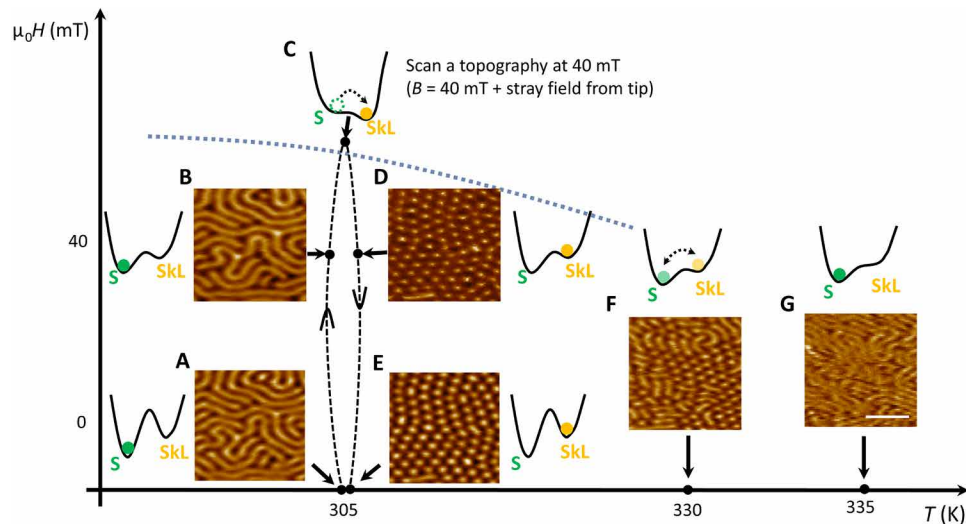 μ₀H (mT)
C
Scan a topography at 40 mT
(B = 40 mT + stray field from tip)
S
SkL
B
D
40
S
SkL
S
SkL
S
SkL
S
SkL
F
G
A
E
0
S
SkL
S
SkL
305
330
335
T (K)